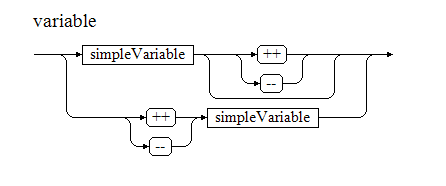 variable
simpleVariable ++
--
++ simpleVariable
--